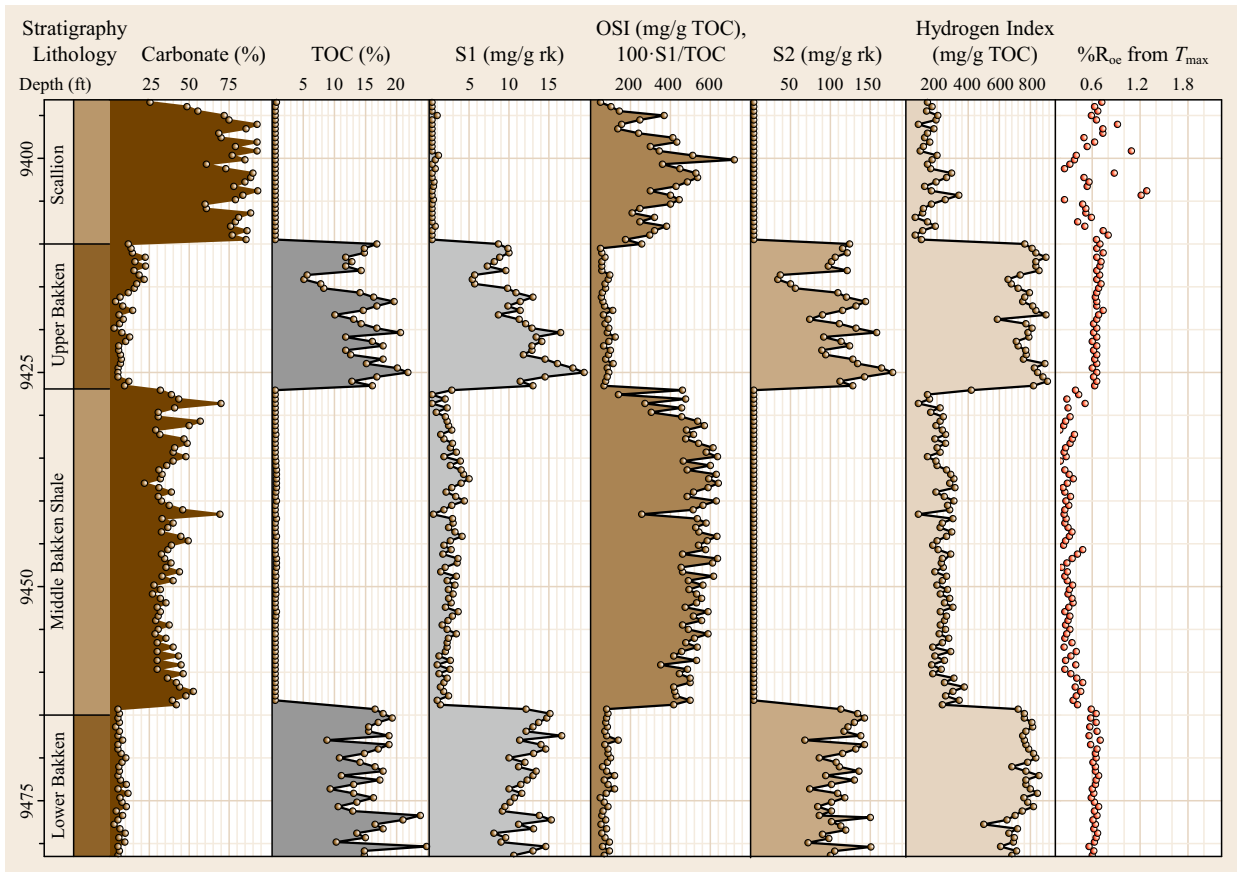 Stratigraphy
Lithology
Depth (ft)
Carbonate (%)
25 50 75
TOC (%)
5 10 15 20
S1 (mg/g rk)
5 10 15
OSI (mg/g TOC),
100·S1/TOC
200 400 600
S2 (mg/g rk)
50 100 150
Hydrogen Index
(mg/g TOC)
200 400 600 800
%Roe from Tmax
0.6 1.2 1.8
9400
9425
9450
9475
Scallion
Upper Bakken
Middle Bakken Shale
Lower Bakken